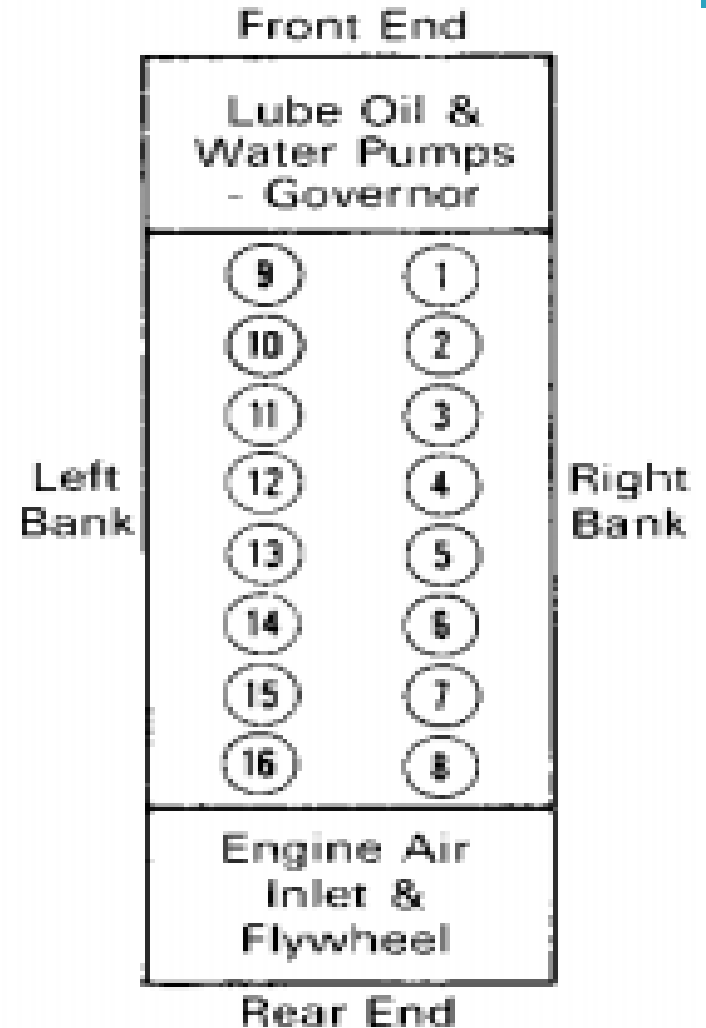 Front End
Lube Oil &
Water Pumps
- Governor
9 1
10 2
11 3
12 4
13 5
14 6
15 7
16 8
Left
Bank
Right
Bank
Engine Air
Inlet &
Flywheel
Rear End